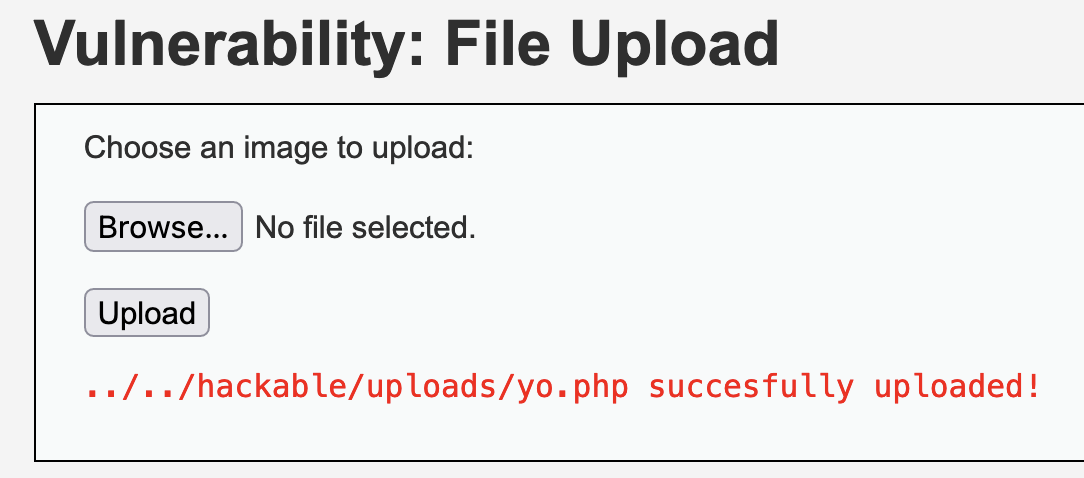 Vulnerability: File Upload
Choose an image to upload:
Browse... No file selected.
Upload
../../hackable/uploads/yo.php succesfully uploaded!